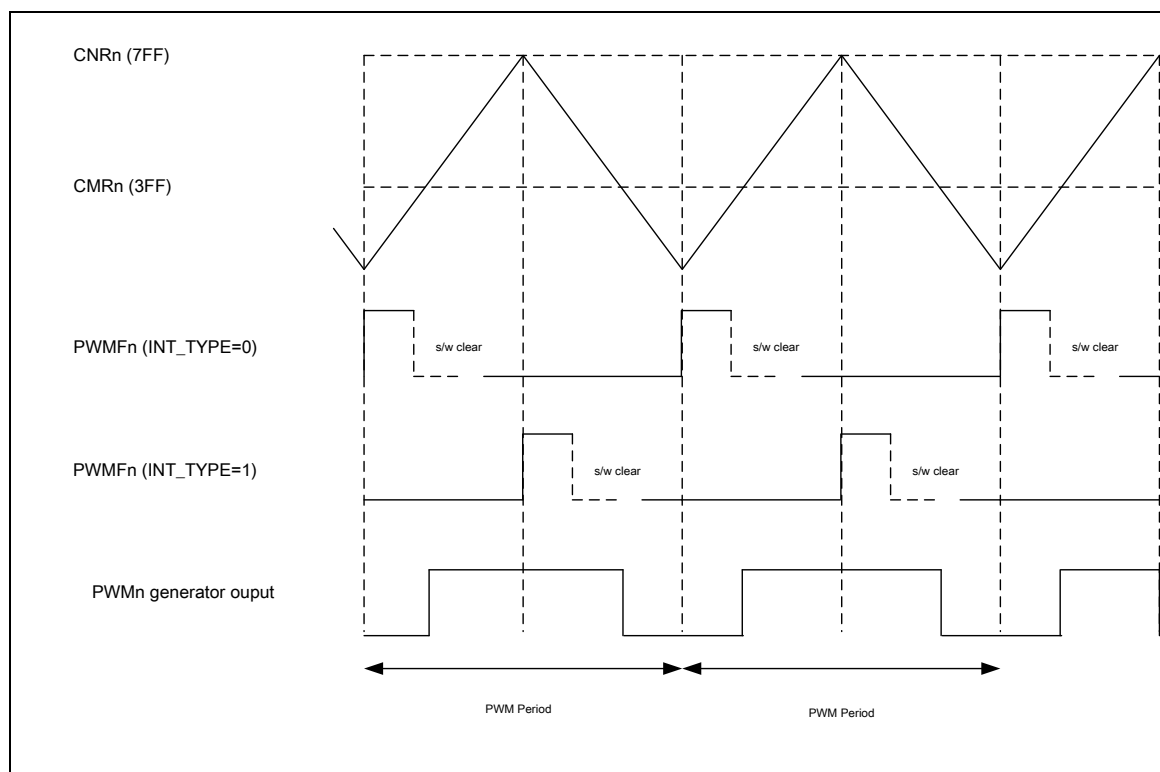 CNRn (7FF)
CMRn (3FF)
PWMFn (INT_TYPE=0)
s/w clear
s/w clear
s/w clear
PWMFn (INT_TYPE=1)
s/w clear
s/w clear
PWMn generator ouput
PWM Period
PWM Period